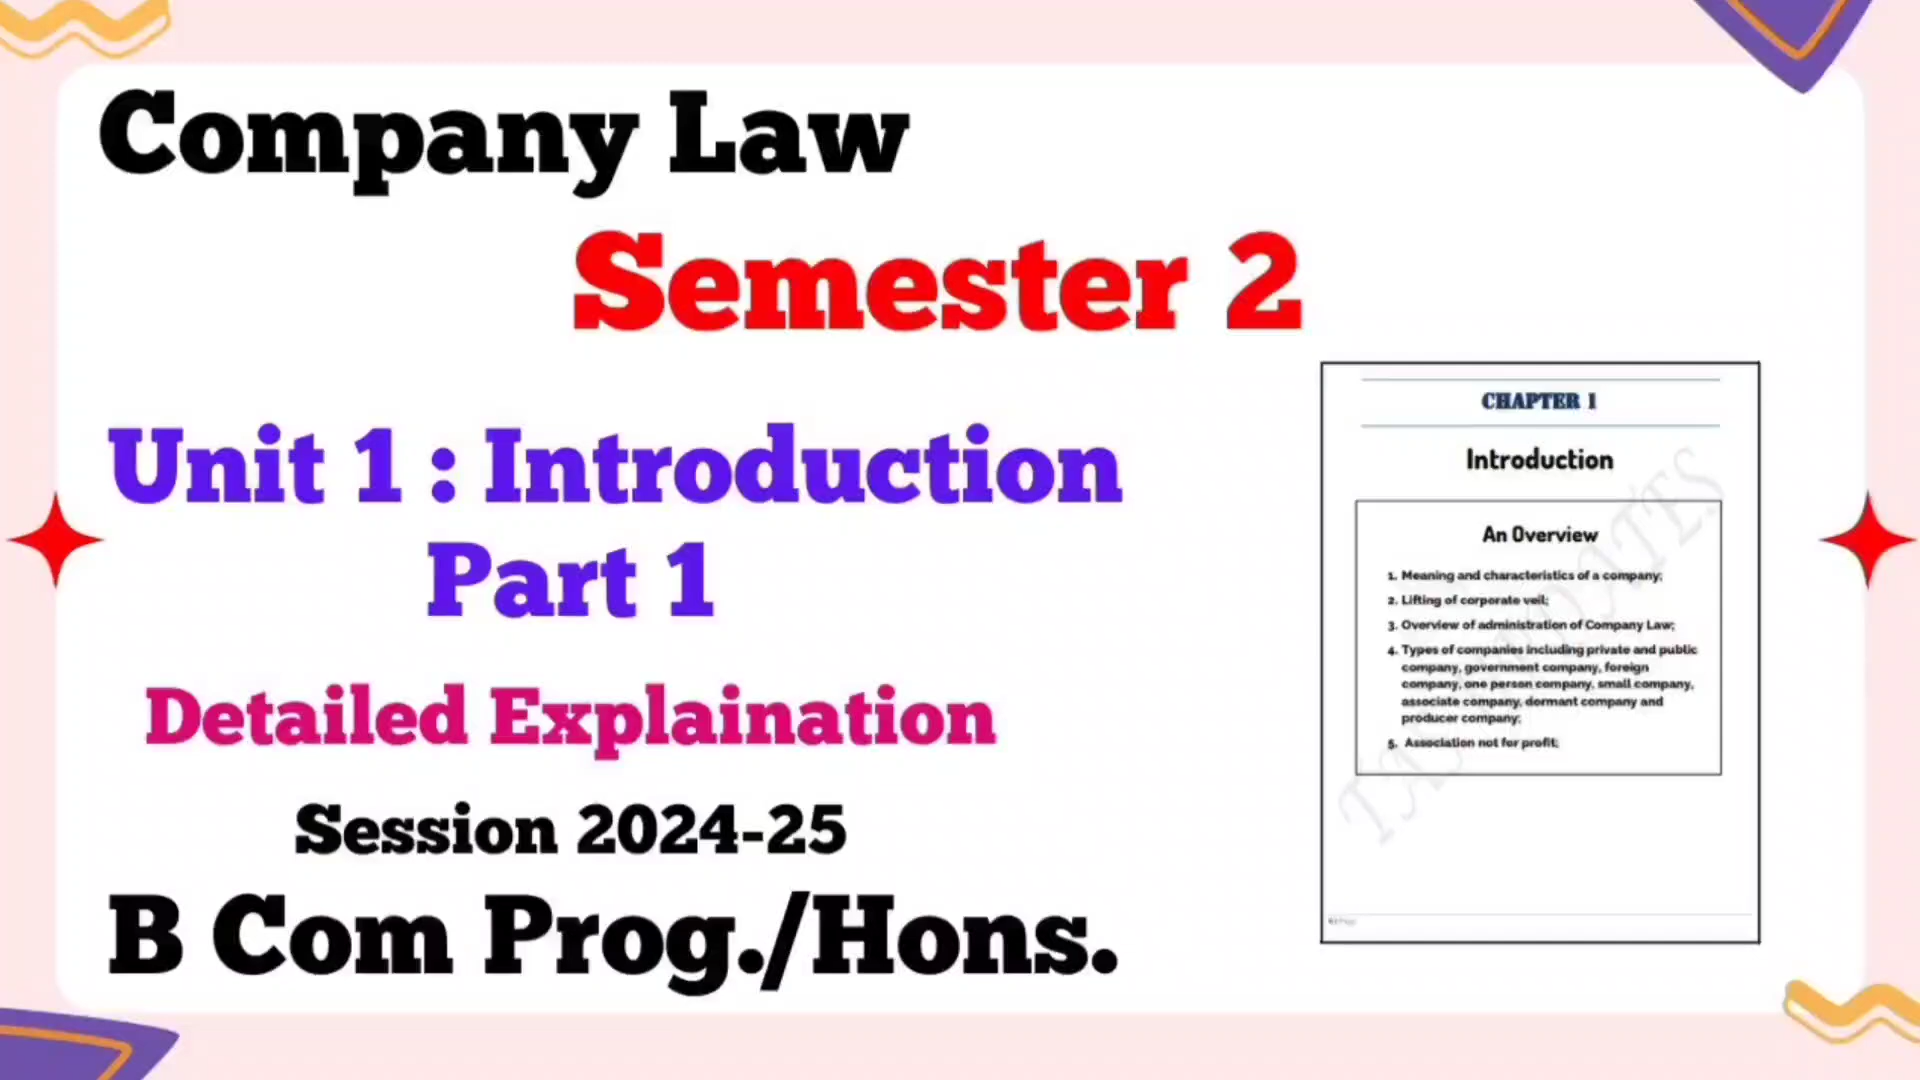 Company Law
Semester 2
Unit 1 : Introduction
Part 1
Detailed Explaination
Session 2024-25
B Com Prog./Hons.
CHAPTER 1
Introduction
An Overview
1. Meaning and characteristics of a company;
2. Lifting of corporate veil;
3. Overview of administration of Company Law;
4. Types of companies including private and public
company, government company, foreign
company, one person company, small company,
associate company, dormant company and
producer company;
5. Association not for profit;